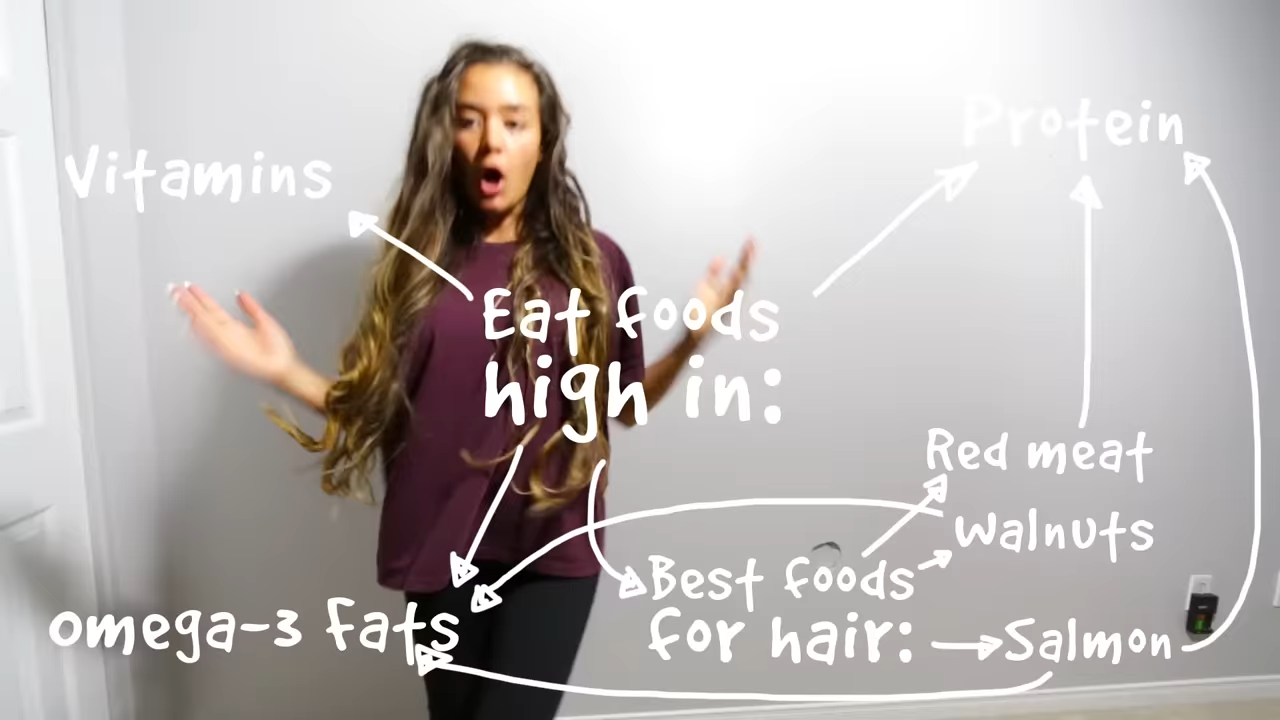 Protein
Vitamins
Eat foods
high in:
Red meat
walnuts
Best foods
for hair:
Salmon
omega-3 fats